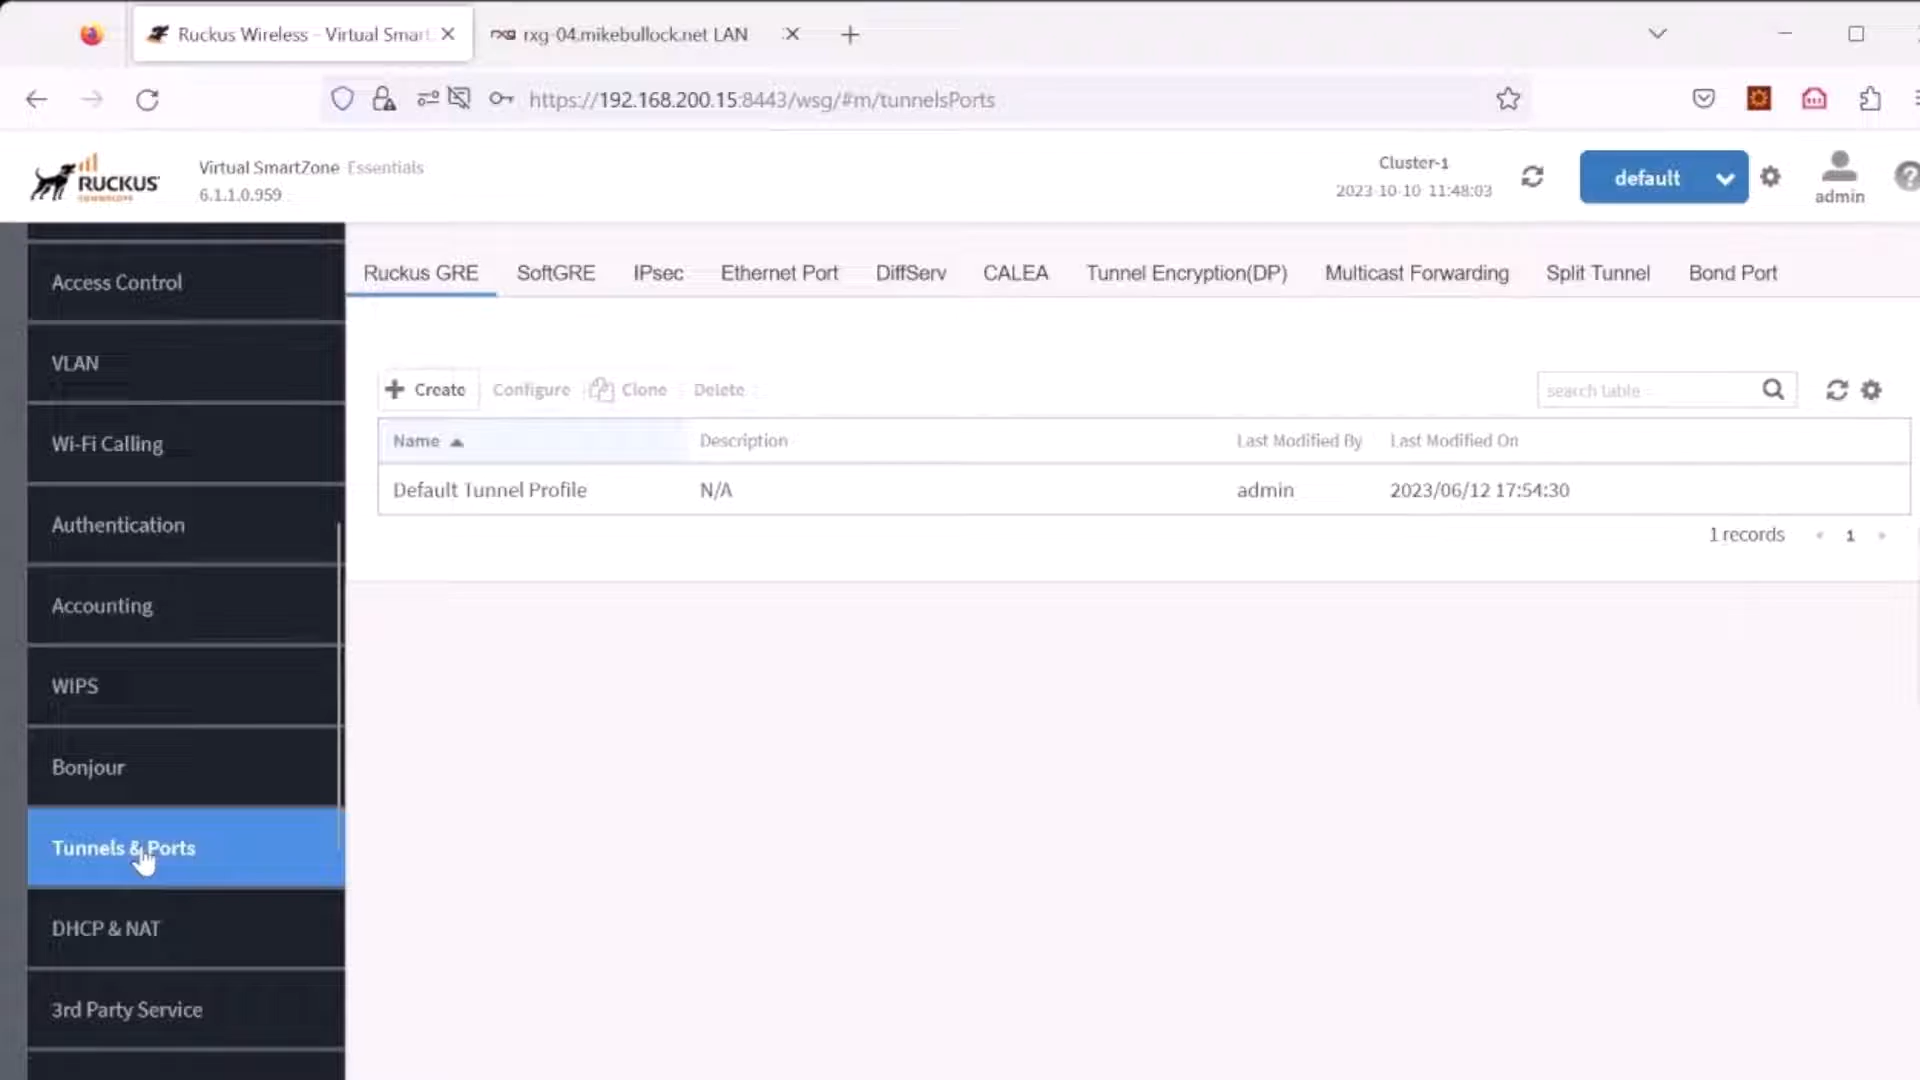 Ruckus Wireless - Virtual Smart
rxg-04.mikebullock.net LAN
https://192.168.200.15:8443/wsg/#m/tunnelsPorts
RUCKUS
COMMSCOPE
Virtual SmartZone Essentials
6.1.1.0.959
Cluster-1
2023-10-10 11:48:03
default
admin
Access Control
VLAN
Wi-Fi Calling
Authentication
Accounting
WIPS
Bonjour
Tunnels & Ports
DHCP & NAT
3rd Party Service
Ruckus GRE SoftGRE IPsec Ethernet Port DiffServ CALEA Tunnel Encryption(DP) Multicast Forwarding Split Tunnel Bond Port
Create Configure Clone Delete
search table
Name Description Last Modified By Last Modified On
Default Tunnel Profile N/A admin 2023/06/12 17:54:30
1 records « 1 »